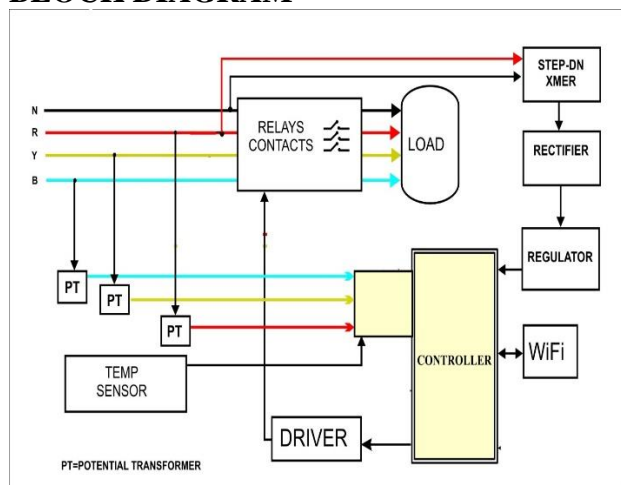 BLOCK DIAGRAM
STEP-DN
XMER
N
R
Y
B
RELAYS
CONTACTS
LOAD
RECTIFIER
REGULATOR
PT
PT
PT
TEMP
SENSOR
CONTROLLER
WiFi
DRIVER
PT=POTENTIAL TRANSFORMER